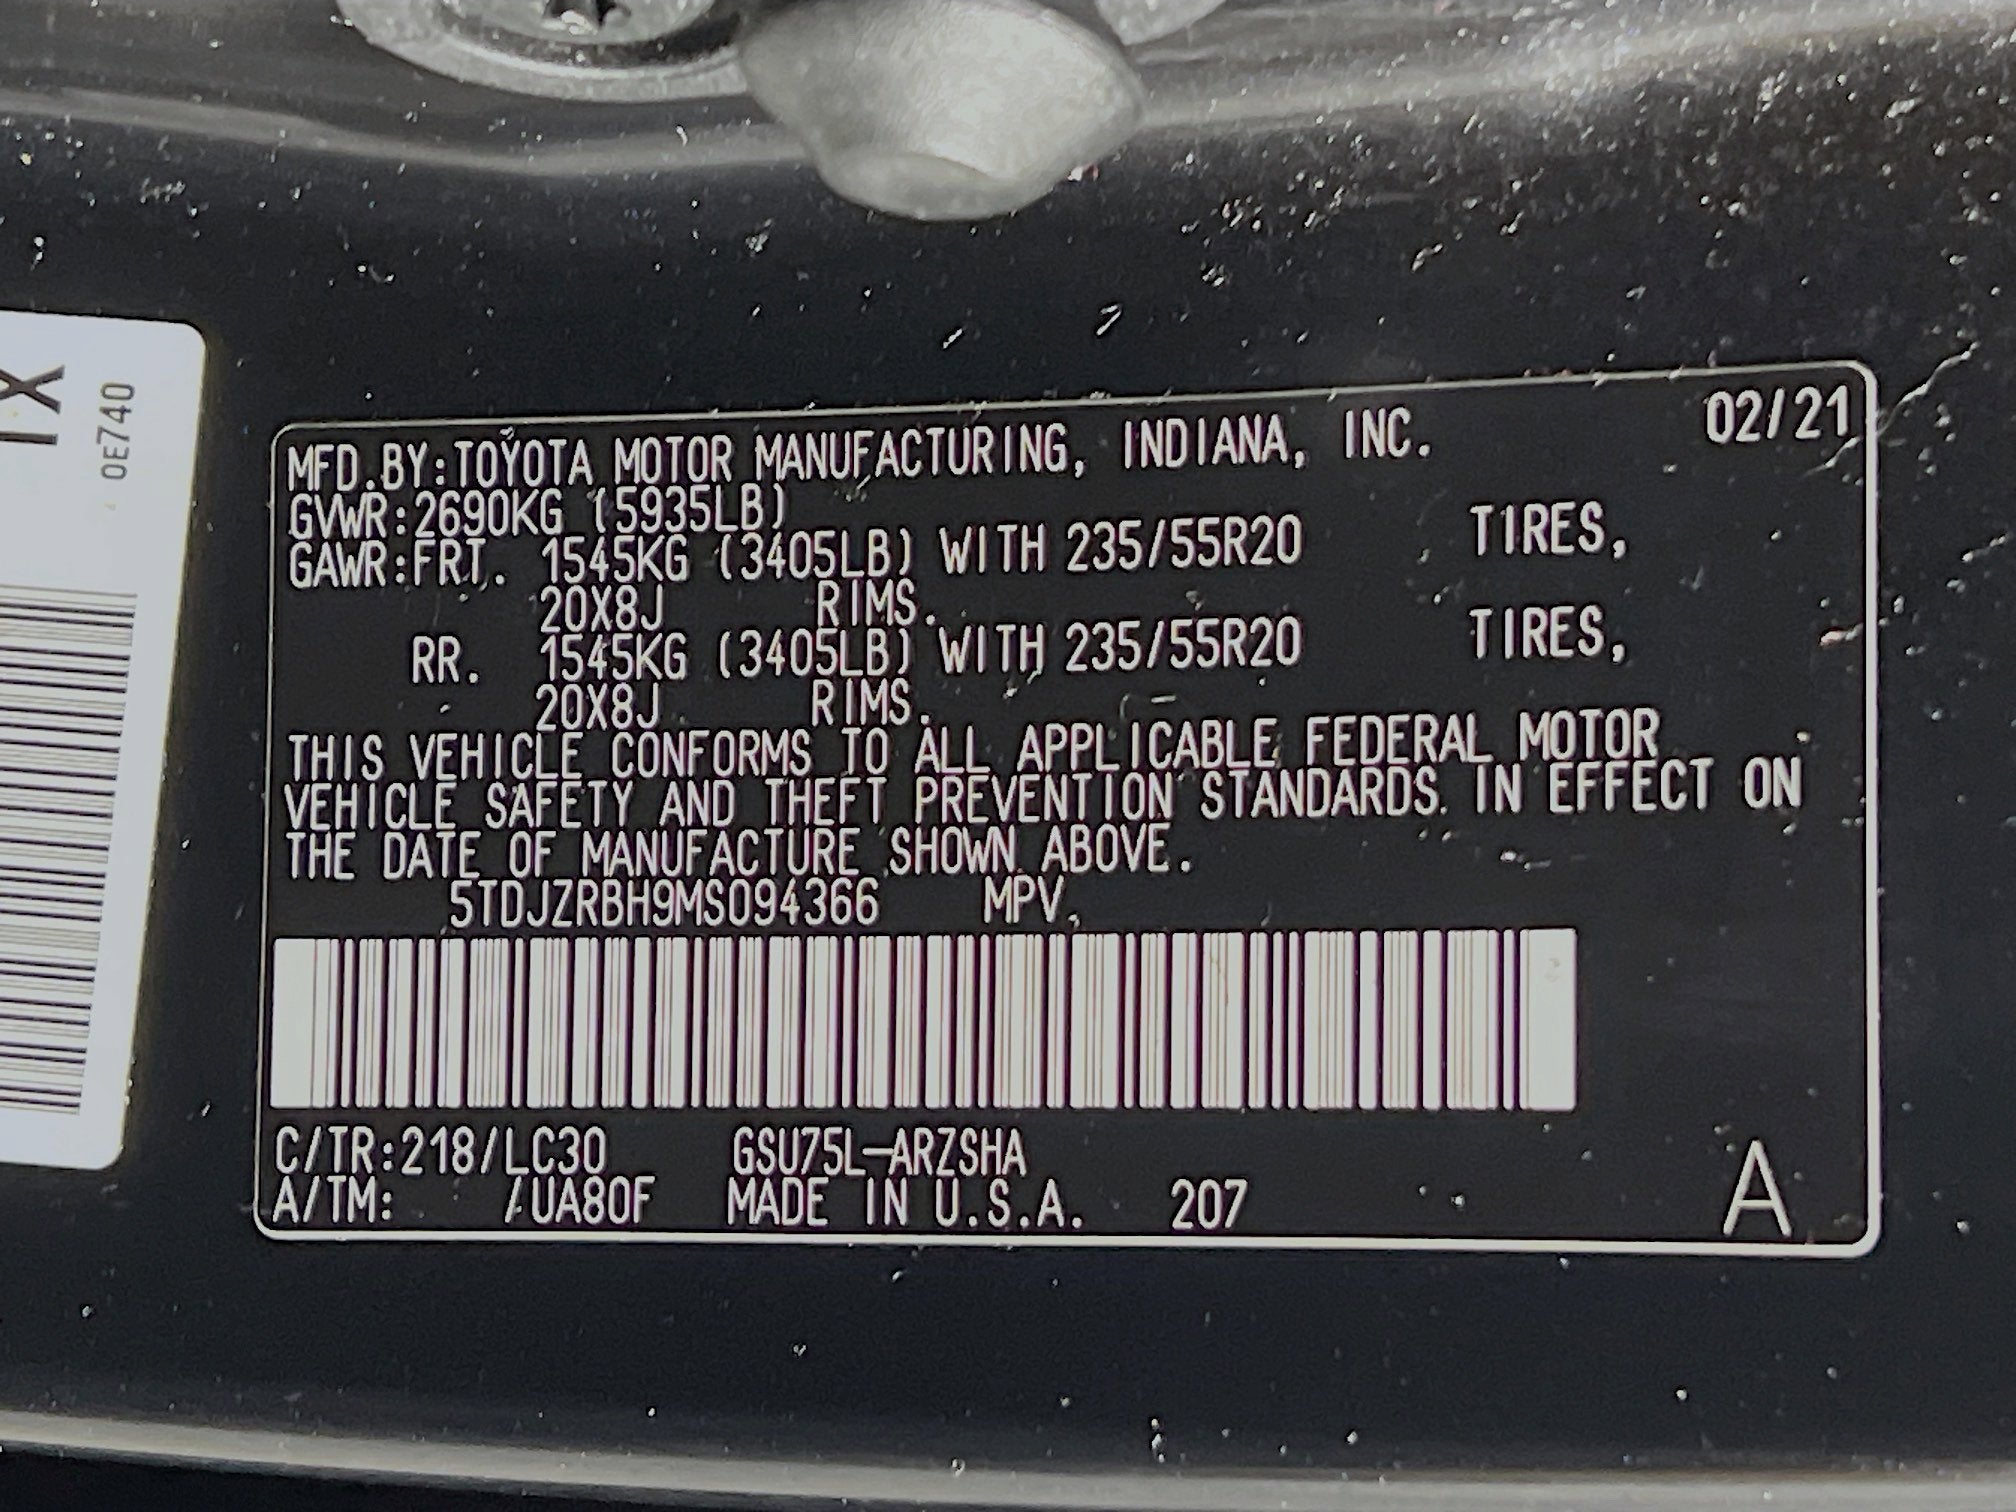 1X
0E740
MFD.BY:TOYOTA MOTOR MANUFACTURING, INDIANA, INC. 02/21
GVWR:2690KG (5935LB)
GAWR:FRT. 1545KG (3405LB) WITH 235/55R20 TIRES,
20X8J RIMS.
RR. 1545KG (3405LB) WITH 235/55R20 TIRES,
20X8J RIMS.
THIS VEHICLE CONFORMS TO ALL APPLICABLE FEDERAL MOTOR
VEHICLE SAFETY AND THEFT PREVENTION STANDARDS IN EFFECT ON
THE DATE OF MANUFACTURE SHOWN ABOVE.
5TDJZRBH9MS094366 MPV
C/TR:218/LC30 GSU75L-ARZSHA
A/TM: /UA80F MADE IN U.S.A. 207
A